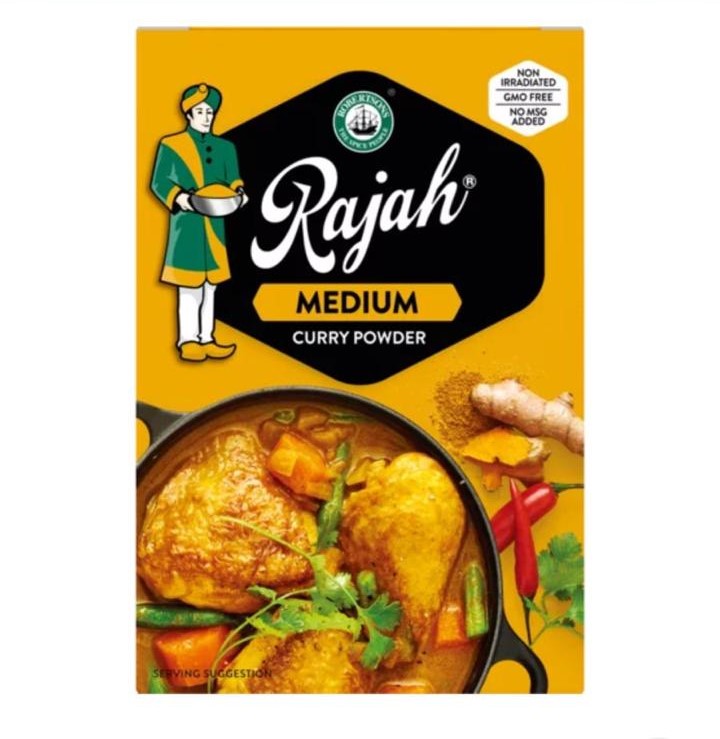 NON
IRRADIATED
GMO FREE
NO MSG
ADDED
ROBERTSONS
THE SPICE PEOPLE
®
Rajah®
MEDIUM
CURRY POWDER
SERVING SUGGESTION